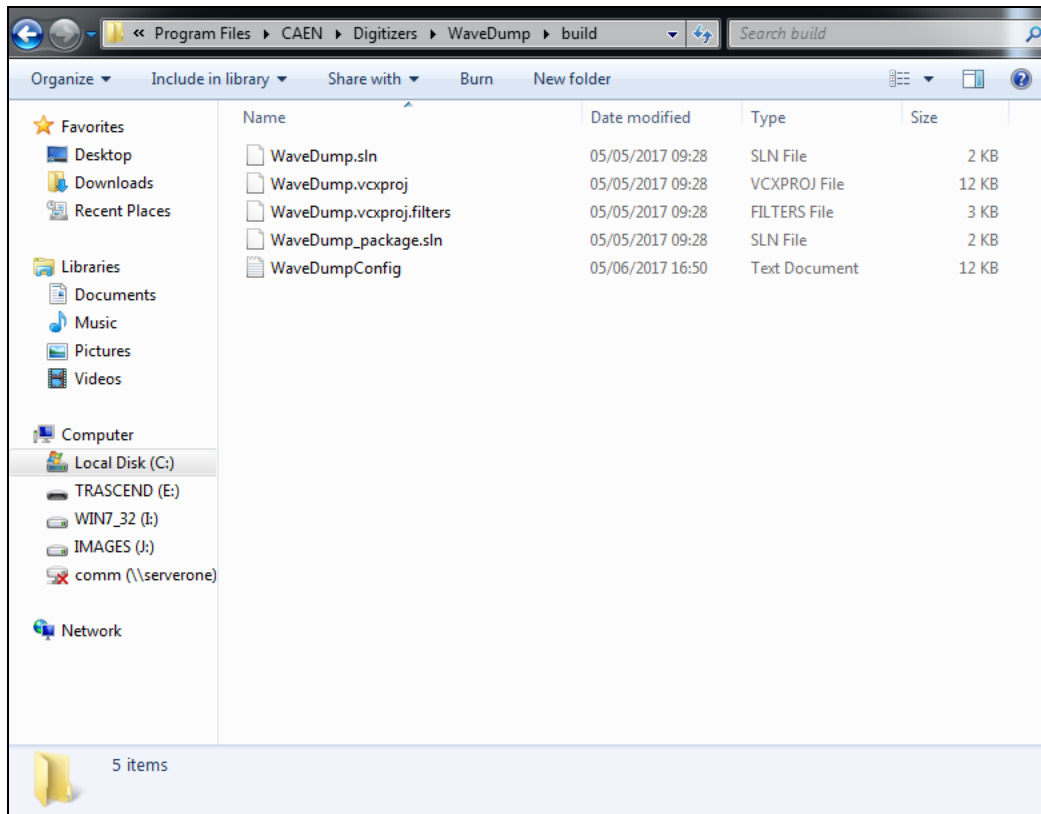 « Program Files ▸ CAEN ▸ Digitizers ▸ WaveDump ▸ build
Search build
Organize Include in library Share with Burn New folder
Favorites
Desktop
Downloads
Recent Places
Libraries
Documents
Music
Pictures
Videos
Computer
Local Disk (C:)
TRASCEND (E:)
WIN7_32 (I:)
IMAGES (J:)
comm (\\serverone)
Network
Name Date modified Type Size
WaveDump.sln 05/05/2017 09:28 SLN File 2 KB
WaveDump.vcxproj 05/05/2017 09:28 VCXPROJ File 12 KB
WaveDump.vcxproj.filters 05/05/2017 09:28 FILTERS File 3 KB
WaveDump_package.sln 05/05/2017 09:28 SLN File 2 KB
WaveDumpConfig 05/06/2017 16:50 Text Document 12 KB
5 items